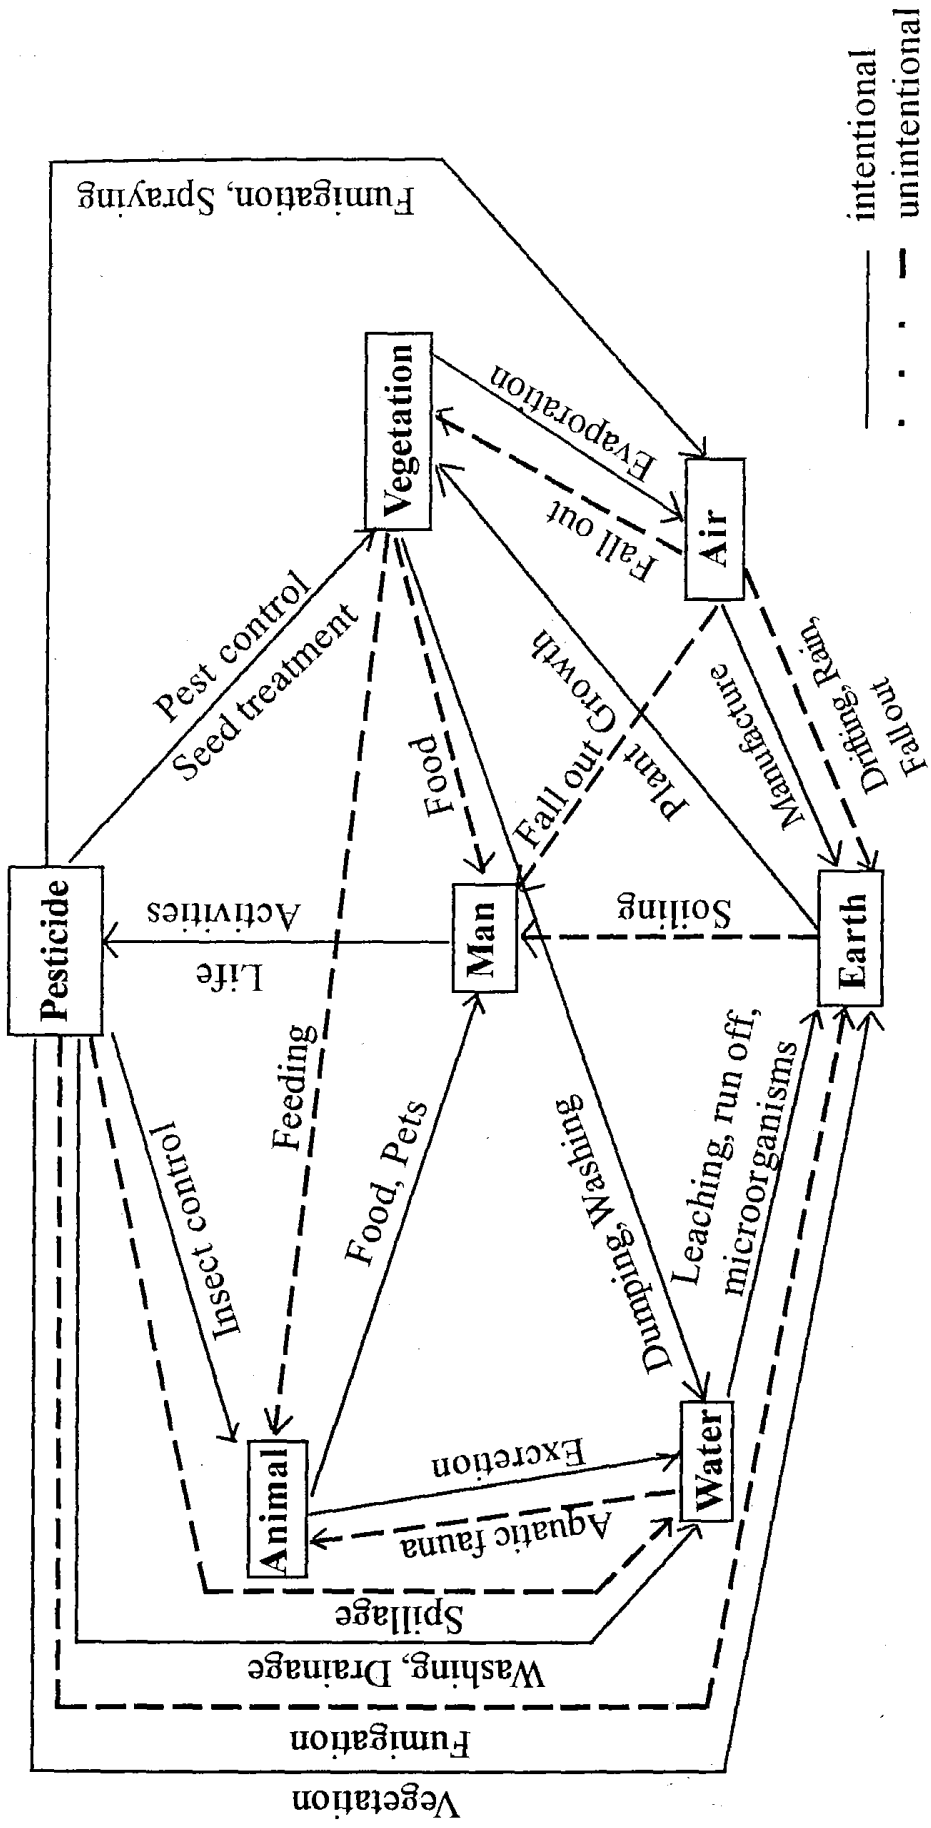 Vegetation
Fumigation
Washing, Drainage
Spillage
Pesticide
Insect control
Life
Activities
Pest control
Seed treatment
Fumigation, Spraying
Animal
Feeding
Food, Pets
Man
Food
Vegetation
Excretion
Aquatic fauna
Dumping, Washing
Fall out
Plant Growth
Fall out
Evaporation
Water
Leaching, run off,
microorganisms
Soiling
Manufacture
Air
Earth
Drifting, Rain,
Fall out
intentional
unintentional